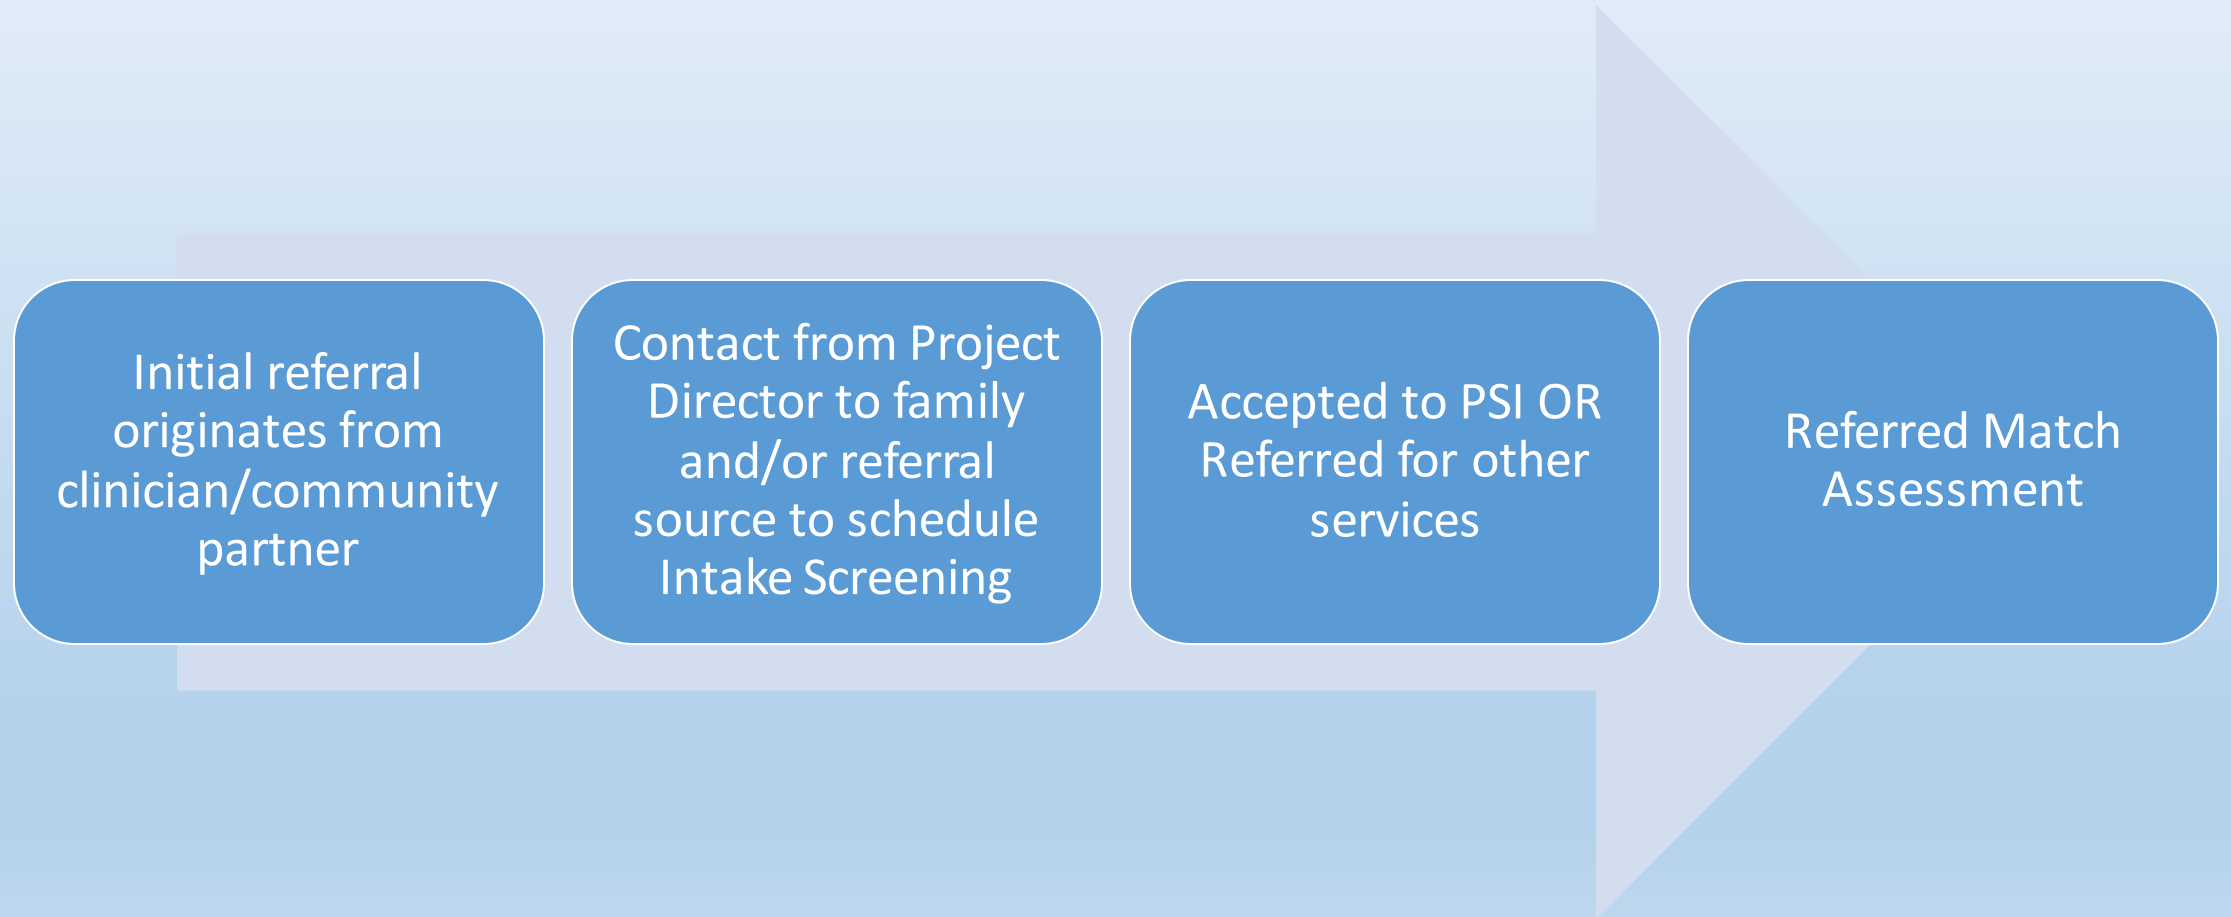 Initial referral
originates from
clinician/community
partner
Contact from Project
Director to family
and/or referral
source to schedule
Intake Screening
Accepted to PSI OR
Referred for other
services
Referred Match
Assessment